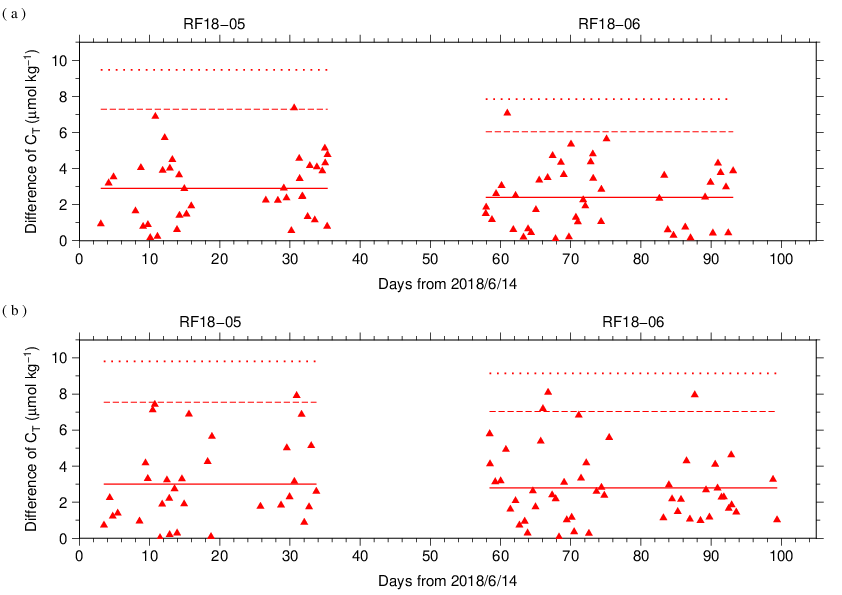 ( a )
RF18−05 RF18−06
10
8
6
4
2
0
Difference of C_T (μmol kg⁻¹)
0 10 20 30 40 50 60 70 80 90 100
Days from 2018/6/14
( b )
RF18−05 RF18−06
10
8
6
4
2
0
Difference of C_T (μmol kg⁻¹)
0 10 20 30 40 50 60 70 80 90 100
Days from 2018/6/14